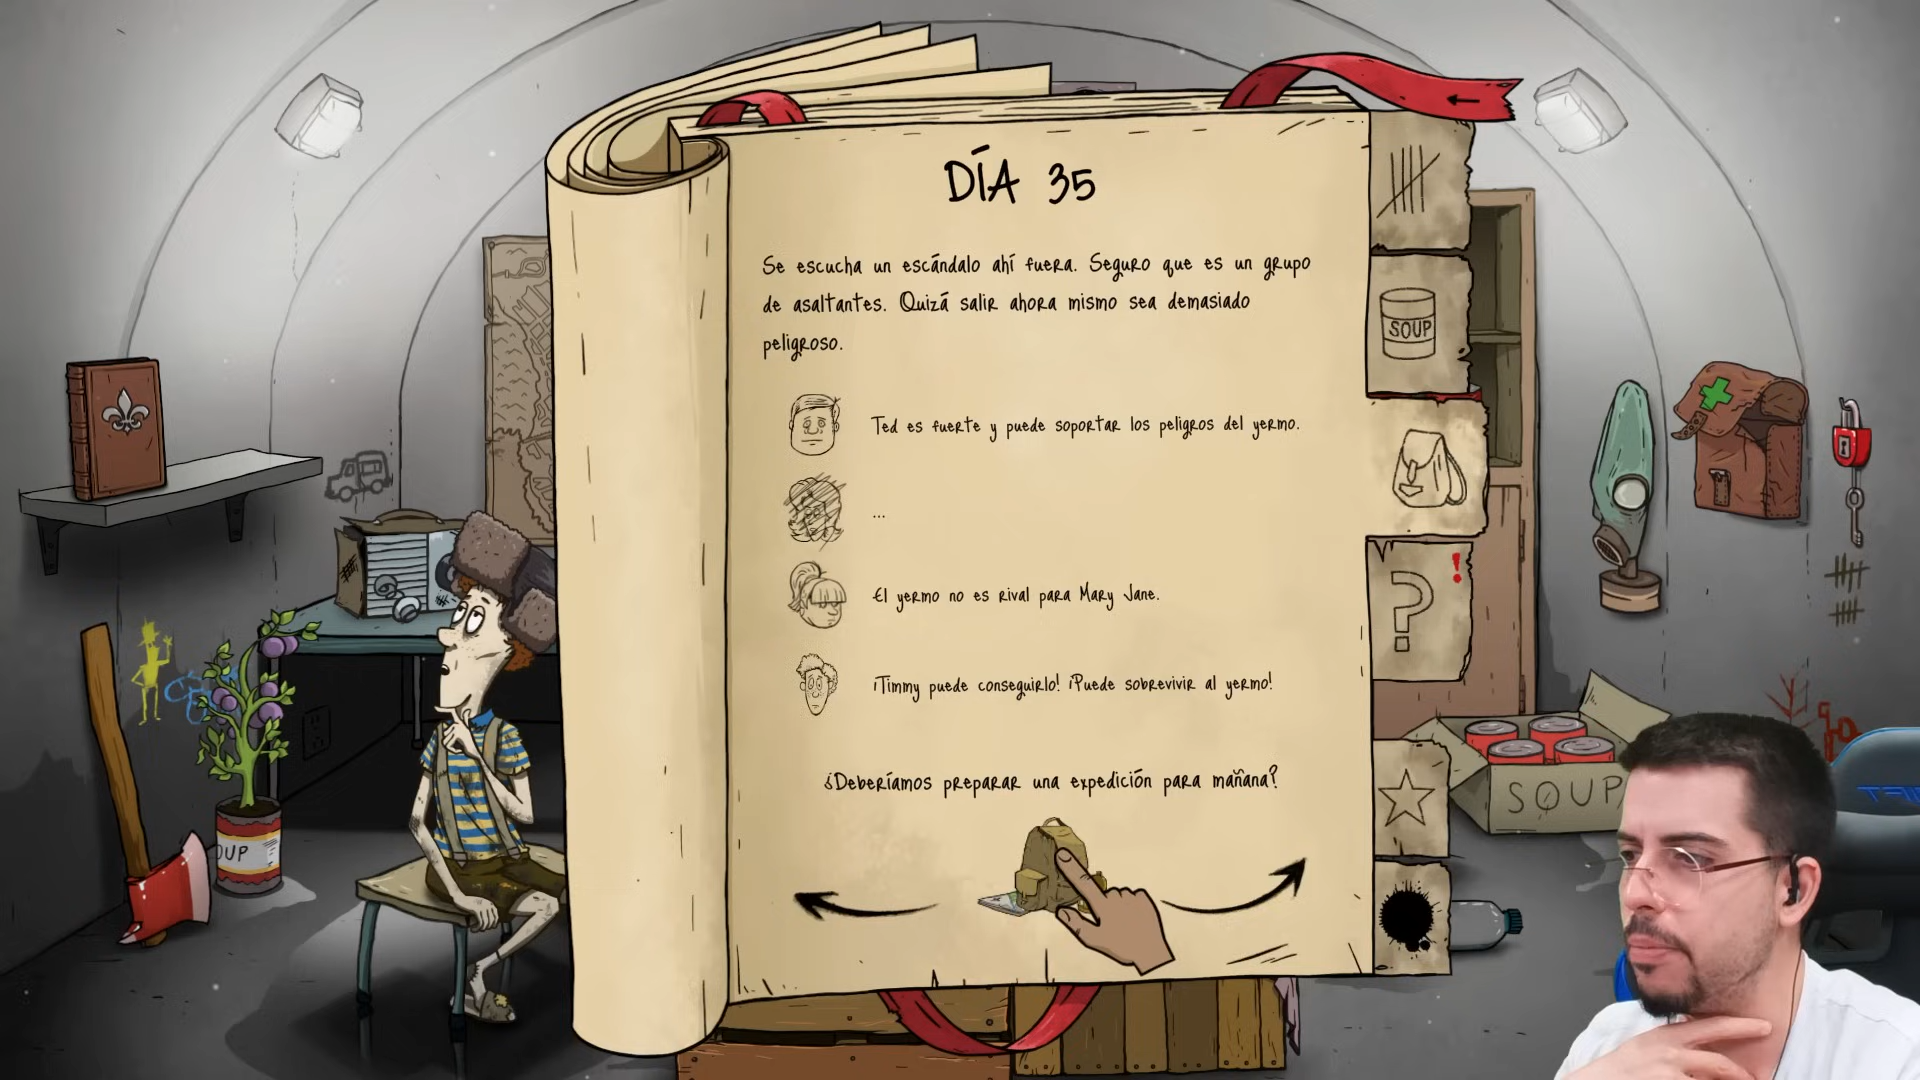 DÍA 35
Se escucha un escándalo ahí fuera. Seguro que es un grupo
de asaltantes. Quizá salir ahora mismo sea demasiado
peligroso.
Ted es fuerte y puede soportar los peligros del yermo.
...
El yermo no es rival para Mary Jane.
¡Timmy puede conseguirlo! ¡Puede sobrevivir al yermo!
¿Deberíamos preparar una expedición para mañana?
SOUP
?
!
SOUP
OUP